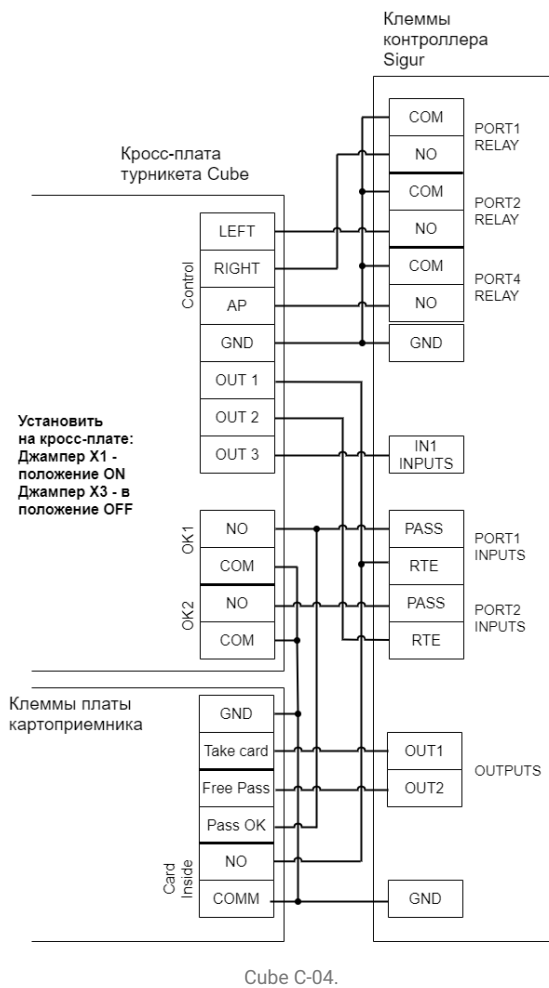 Клеммы
контроллера
Sigur
COM
NO
PORT1
RELAY
COM
NO
PORT2
RELAY
COM
NO
PORT4
RELAY
GND
IN1
INPUTS
PASS
RTE
PORT1
INPUTS
PASS
RTE
PORT2
INPUTS
OUT1
OUT2
OUTPUTS
GND
Кросс-плата
турникета Cube
Control
LEFT
RIGHT
AP
GND
OUT 1
OUT 2
OUT 3
Установить
на кросс-плате:
Джампер X1 -
положение ON
Джампер X3 - в
положение OFF
OK1
NO
COM
OK2
NO
COM
Клеммы платы
картоприемника
GND
Take card
Free Pass
Pass OK
Card
Inside
NO
COMM
Cube C-04.